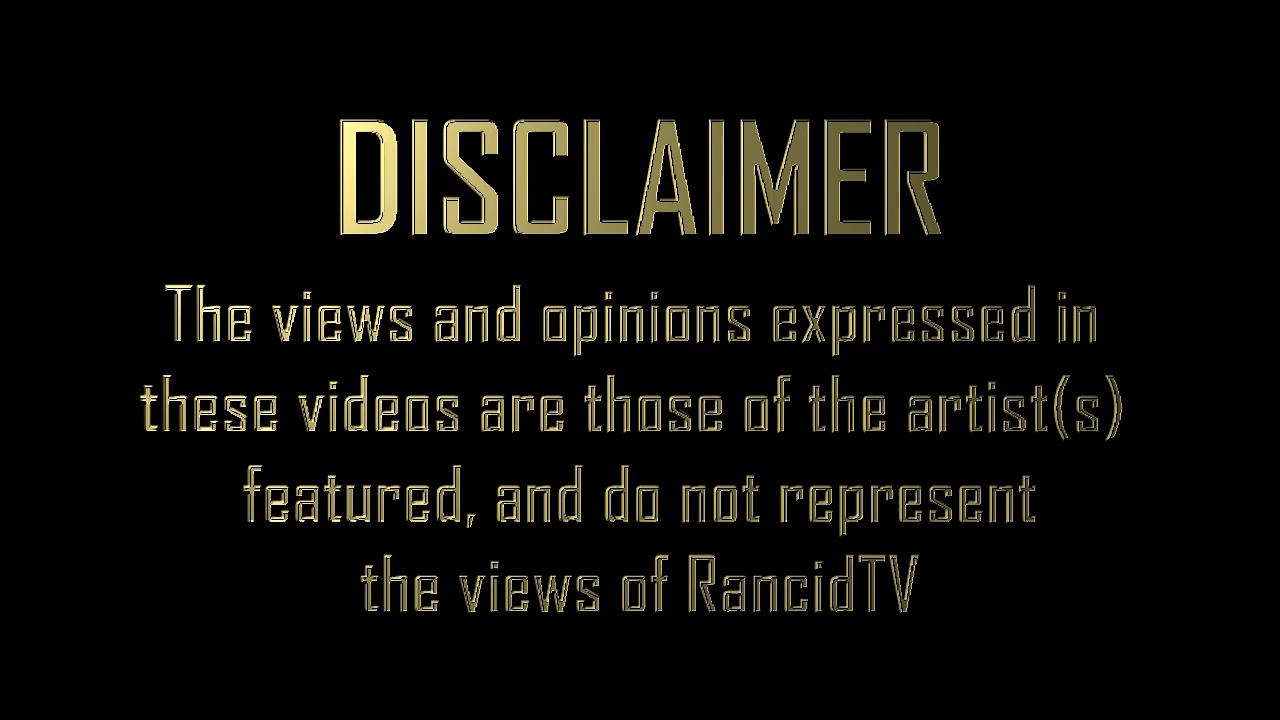 DISCLAIMER
The views and opinions expressed in
these videos are those of the artist(s)
featured, and do not represent
the views of RancidTV